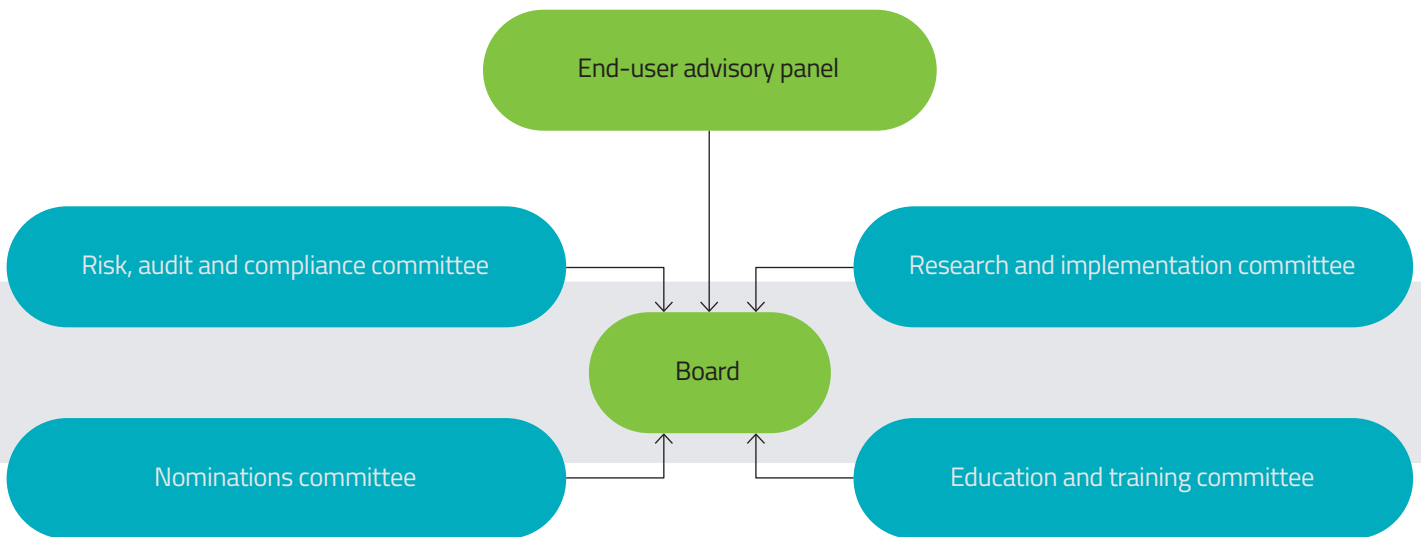 End-user advisory panel
Risk, audit and compliance committee
Research and implementation committee
Board
Nominations committee
Education and training committee